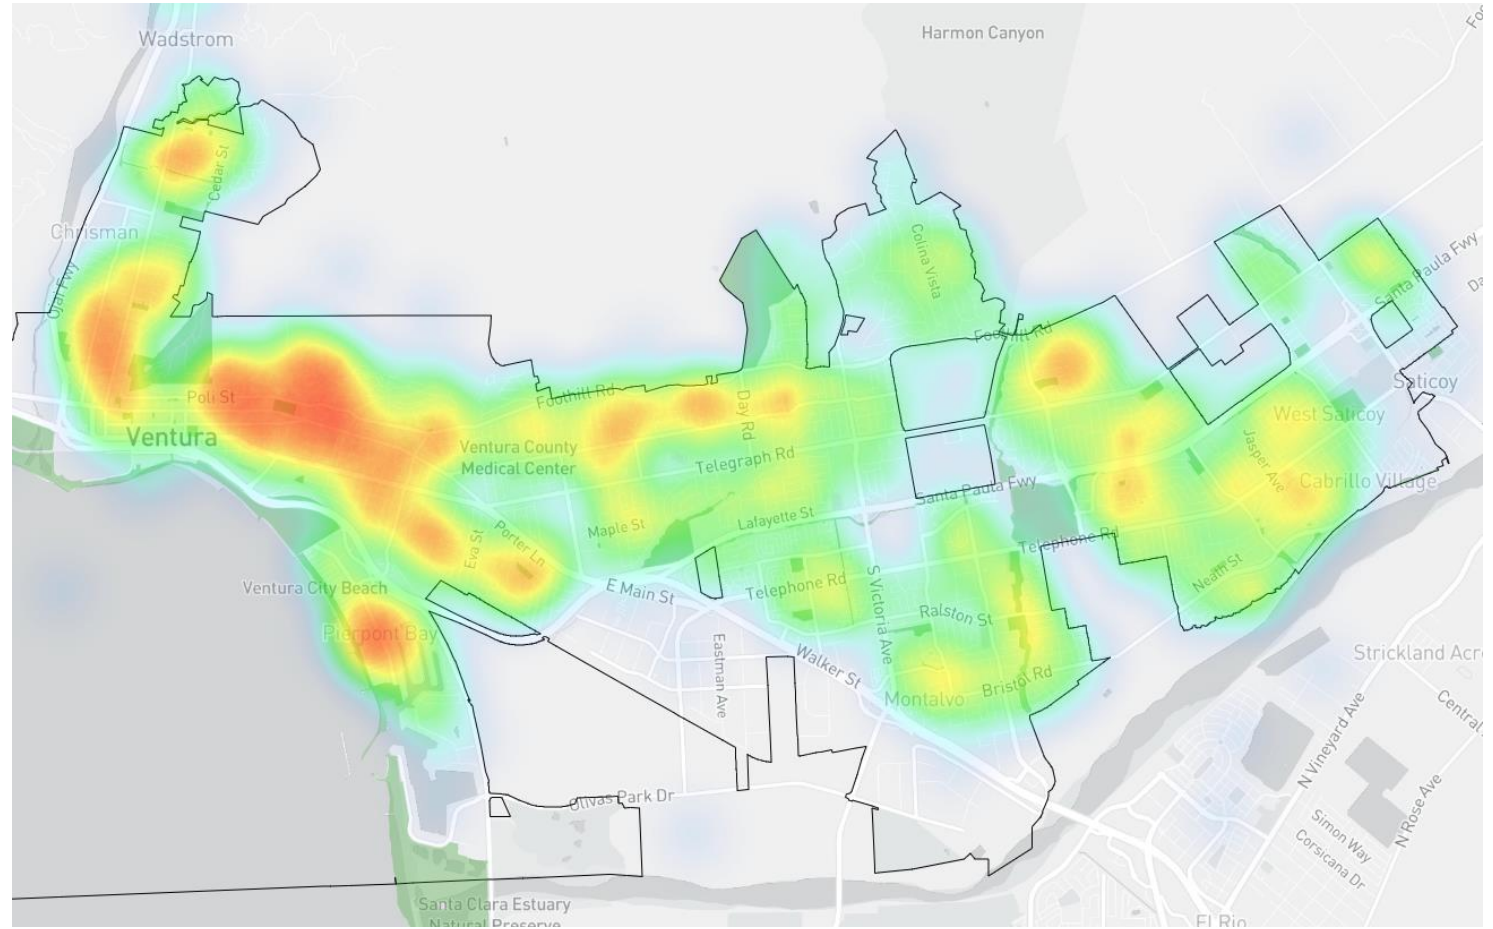 Harmon Canyon
Foo
Wadstrom
Cedar St
Chrisman
Colina Vista
Santa Paula Fwy
Da
Ojai Fwy
Foothill Rd
Saticoy
Poli St
Foothill Rd
Day Rd
West Saticoy
Ventura
Ventura County
Medical Center
Telegraph Rd
Jasper Ave
Cabrillo Village
Santa Paula Fwy
Maple St
Lafayette St
Eva St
Porter Ln
Telephone Rd
Neath St
Ventura City Beach
E Main St
Telephone Rd
S Victoria Ave
Ralston St
Pierpont Bay
Eastman Ave
Walker St
Strickland Acre
Bristol Rd
Montalvo
Central
N Vineyard Ave
Olivas Park Dr
N Rose Ave
Simon Way
Corsicana Dr
Santa Clara Estuary
Natural Preserve
El Rio